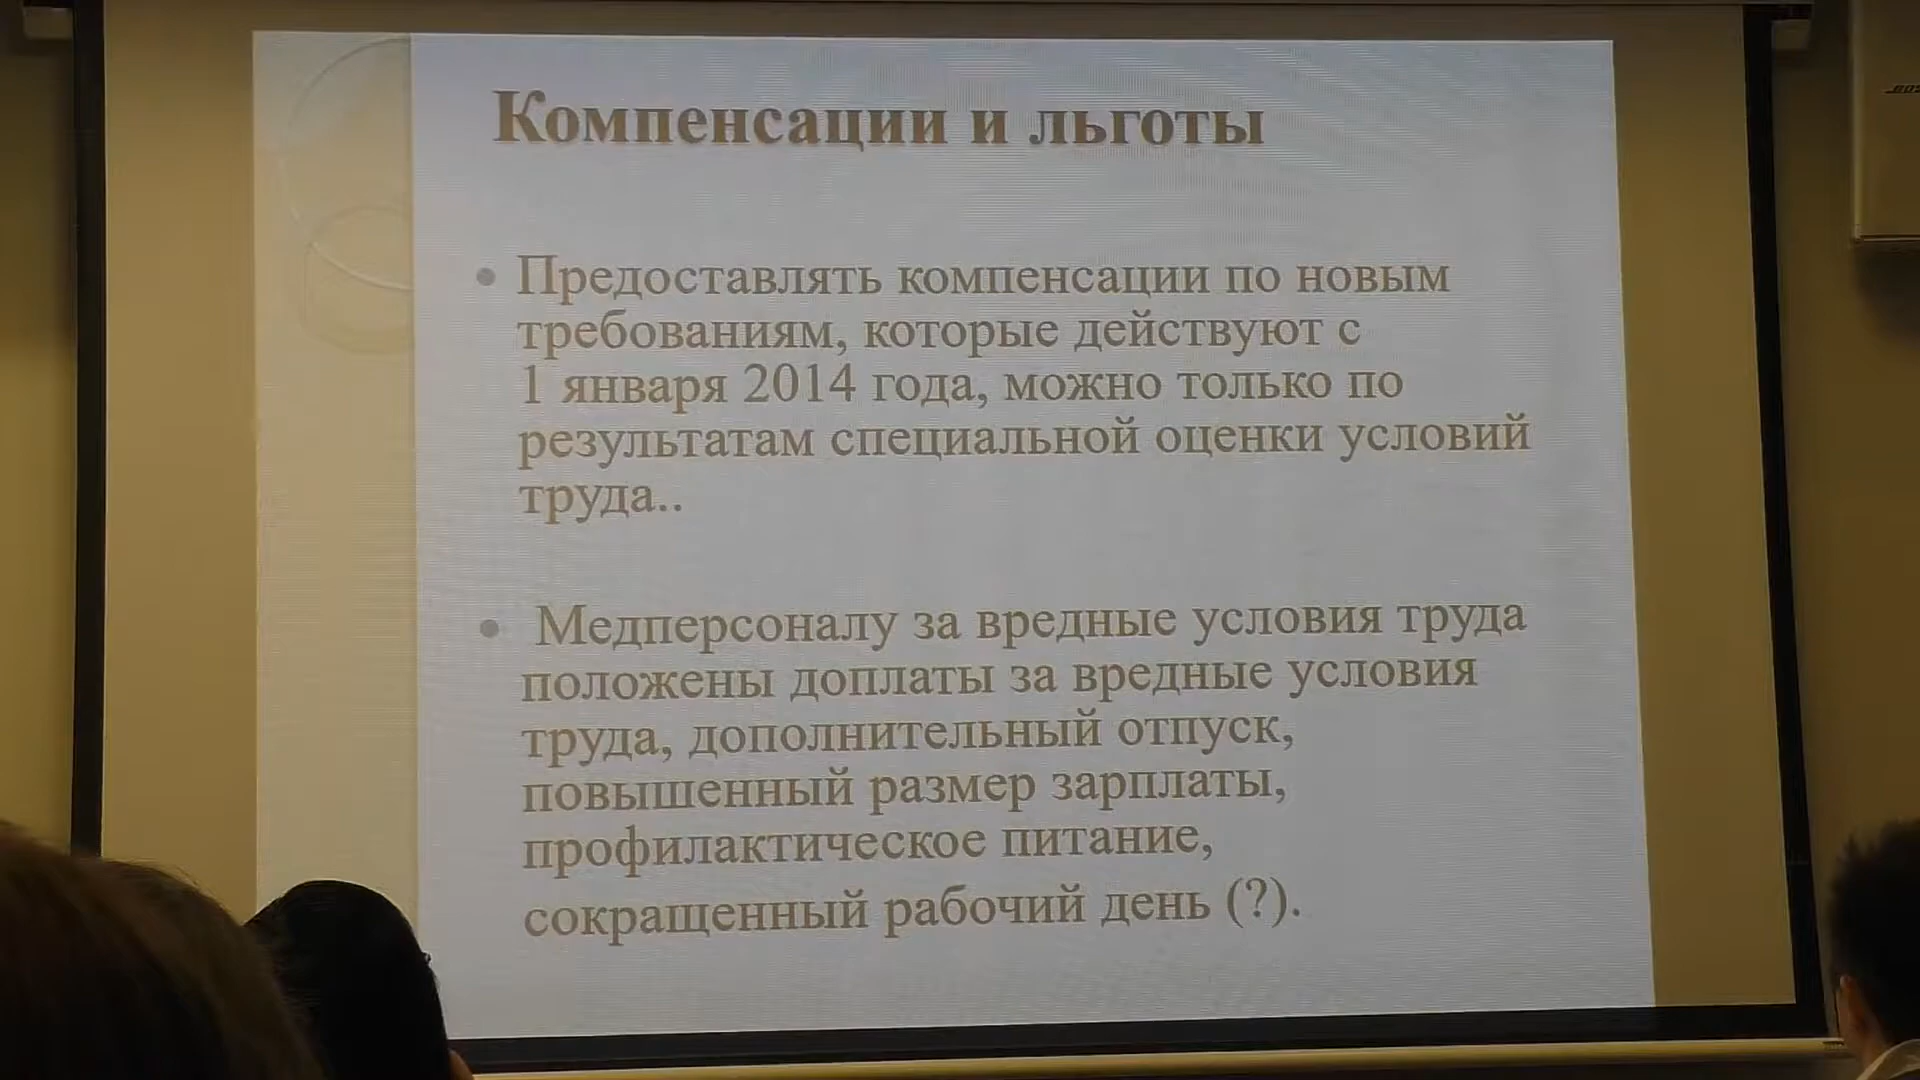 Компенсации и льготы
• Предоставлять компенсации по новым
требованиям, которые действуют с
1 января 2014 года, можно только по
результатам специальной оценки условий
труда..
• Медперсоналу за вредные условия труда
положены доплаты за вредные условия
труда, дополнительный отпуск,
повышенный размер зарплаты,
профилактическое питание,
сокращенный рабочий день (?).